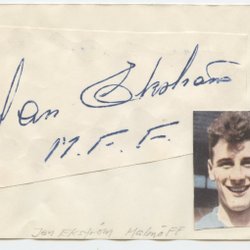 Jan Ekström
M. F. F.
Jan Ekström Malmö FF